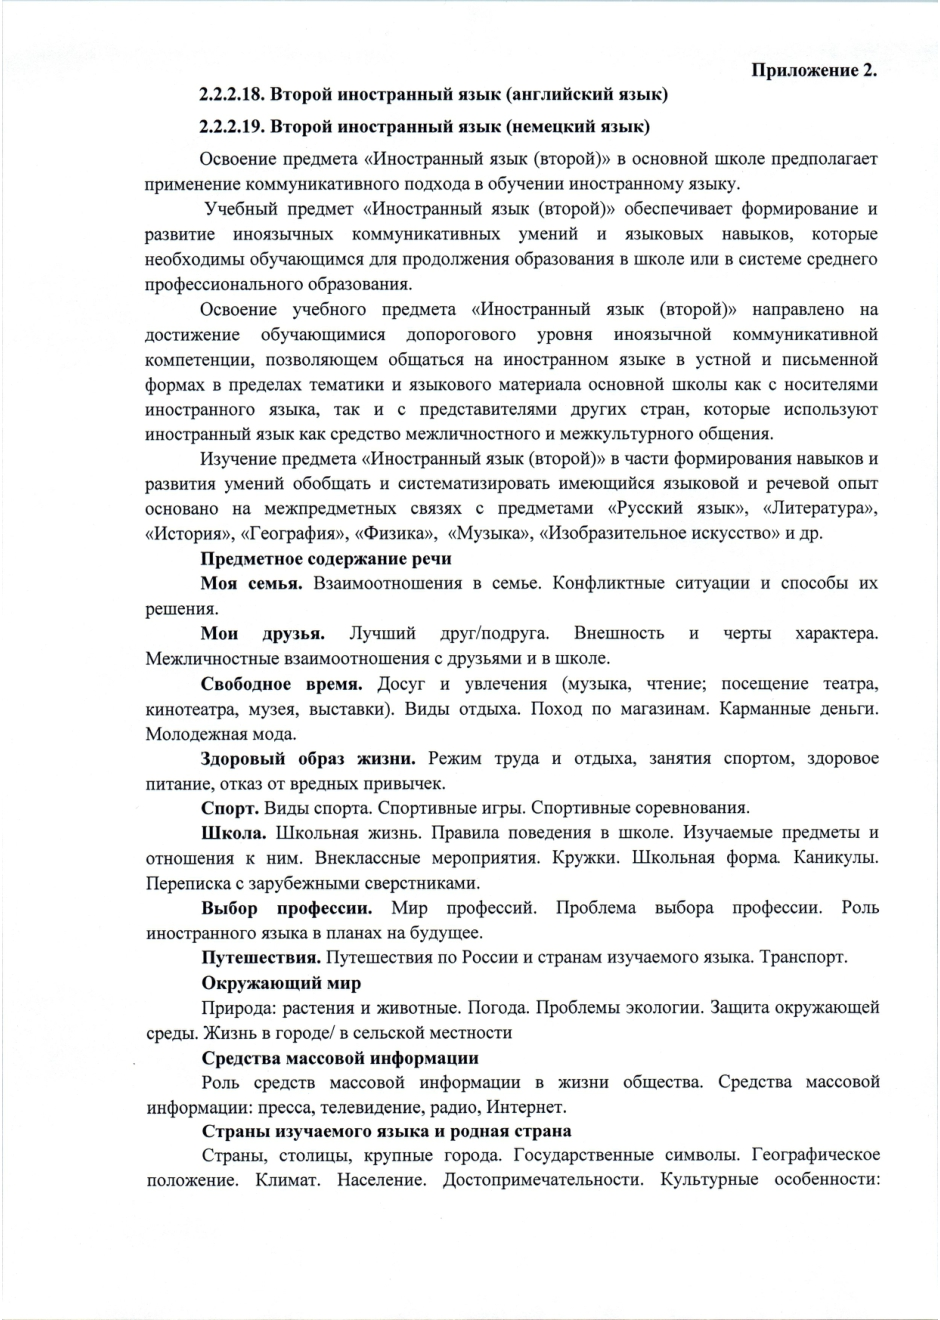 Приложение 2.
2.2.2.18. Второй иностранный язык (английский язык)
2.2.2.19. Второй иностранный язык (немецкий язык)
Освоение предмета «Иностранный язык (второй)» в основной школе предполагает
применение коммуникативного подхода в обучении иностранному языку.
Учебный предмет «Иностранный язык (второй)» обеспечивает формирование и
развитие иноязычных коммуникативных умений и языковых навыков, которые
необходимы обучающимся для продолжения образования в школе или в системе среднего
профессионального образования.
Освоение учебного предмета «Иностранный язык (второй)» направлено на
достижение обучающимися допорогового уровня иноязычной коммуникативной
компетенции, позволяющем общаться на иностранном языке в устной и письменной
формах в пределах тематики и языкового материала основной школы как с носителями
иностранного языка, так и с представителями других стран, которые используют
иностранный язык как средство межличностного и межкультурного общения.
Изучение предмета «Иностранный язык (второй)» в части формирования навыков и
развития умений обобщать и систематизировать имеющийся языковой и речевой опыт
основано на межпредметных связях с предметами «Русский язык», «Литература»,
«История», «География», «Физика», «Музыка», «Изобразительное искусство» и др.
Предметное содержание речи
Моя семья. Взаимоотношения в семье. Конфликтные ситуации и способы их
решения.
Мои друзья. Лучший друг/подруга. Внешность и черты характера.
Межличностные взаимоотношения с друзьями и в школе.
Свободное время. Досуг и увлечения (музыка, чтение; посещение театра,
кинотеатра, музея, выставки). Виды отдыха. Поход по магазинам. Карманные деньги.
Молодежная мода.
Здоровый образ жизни. Режим труда и отдыха, занятия спортом, здоровое
питание, отказ от вредных привычек.
Спорт. Виды спорта. Спортивные игры. Спортивные соревнования.
Школа. Школьная жизнь. Правила поведения в школе. Изучаемые предметы и
отношения к ним. Внеклассные мероприятия. Кружки. Школьная форма. Каникулы.
Переписка с зарубежными сверстниками.
Выбор профессии. Мир профессий. Проблема выбора профессии. Роль
иностранного языка в планах на будущее.
Путешествия. Путешествия по России и странам изучаемого языка. Транспорт.
Окружающий мир
Природа: растения и животные. Погода. Проблемы экологии. Защита окружающей
среды. Жизнь в городе/ в сельской местности
Средства массовой информации
Роль средств массовой информации в жизни общества. Средства массовой
информации: пресса, телевидение, радио, Интернет.
Страны изучаемого языка и родная страна
Страны, столицы, крупные города. Государственные символы. Географическое
положение. Климат. Население. Достопримечательности. Культурные особенности: